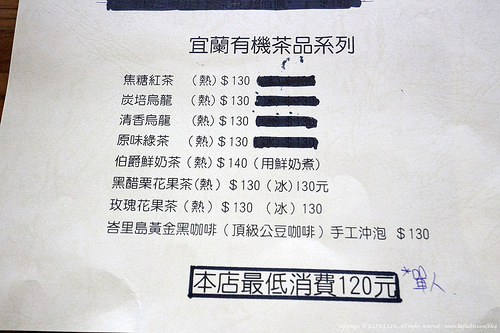 宜蘭有機茶品系列
焦糖紅茶 (熱) $130
炭培烏龍 (熱) $130
清香烏龍 (熱) $130
原味綠茶 (熱) $130
伯爵鮮奶茶 (熱) $140 (用鮮奶煮)
黑醋栗花果茶(熱) $130 (冰) 130元
玫瑰花果茶 (熱) $130 (冰) 130
峇里島黃金黑咖啡 (頂級公豆咖啡) 手工沖泡 $130
本店最低消費120元 *單人